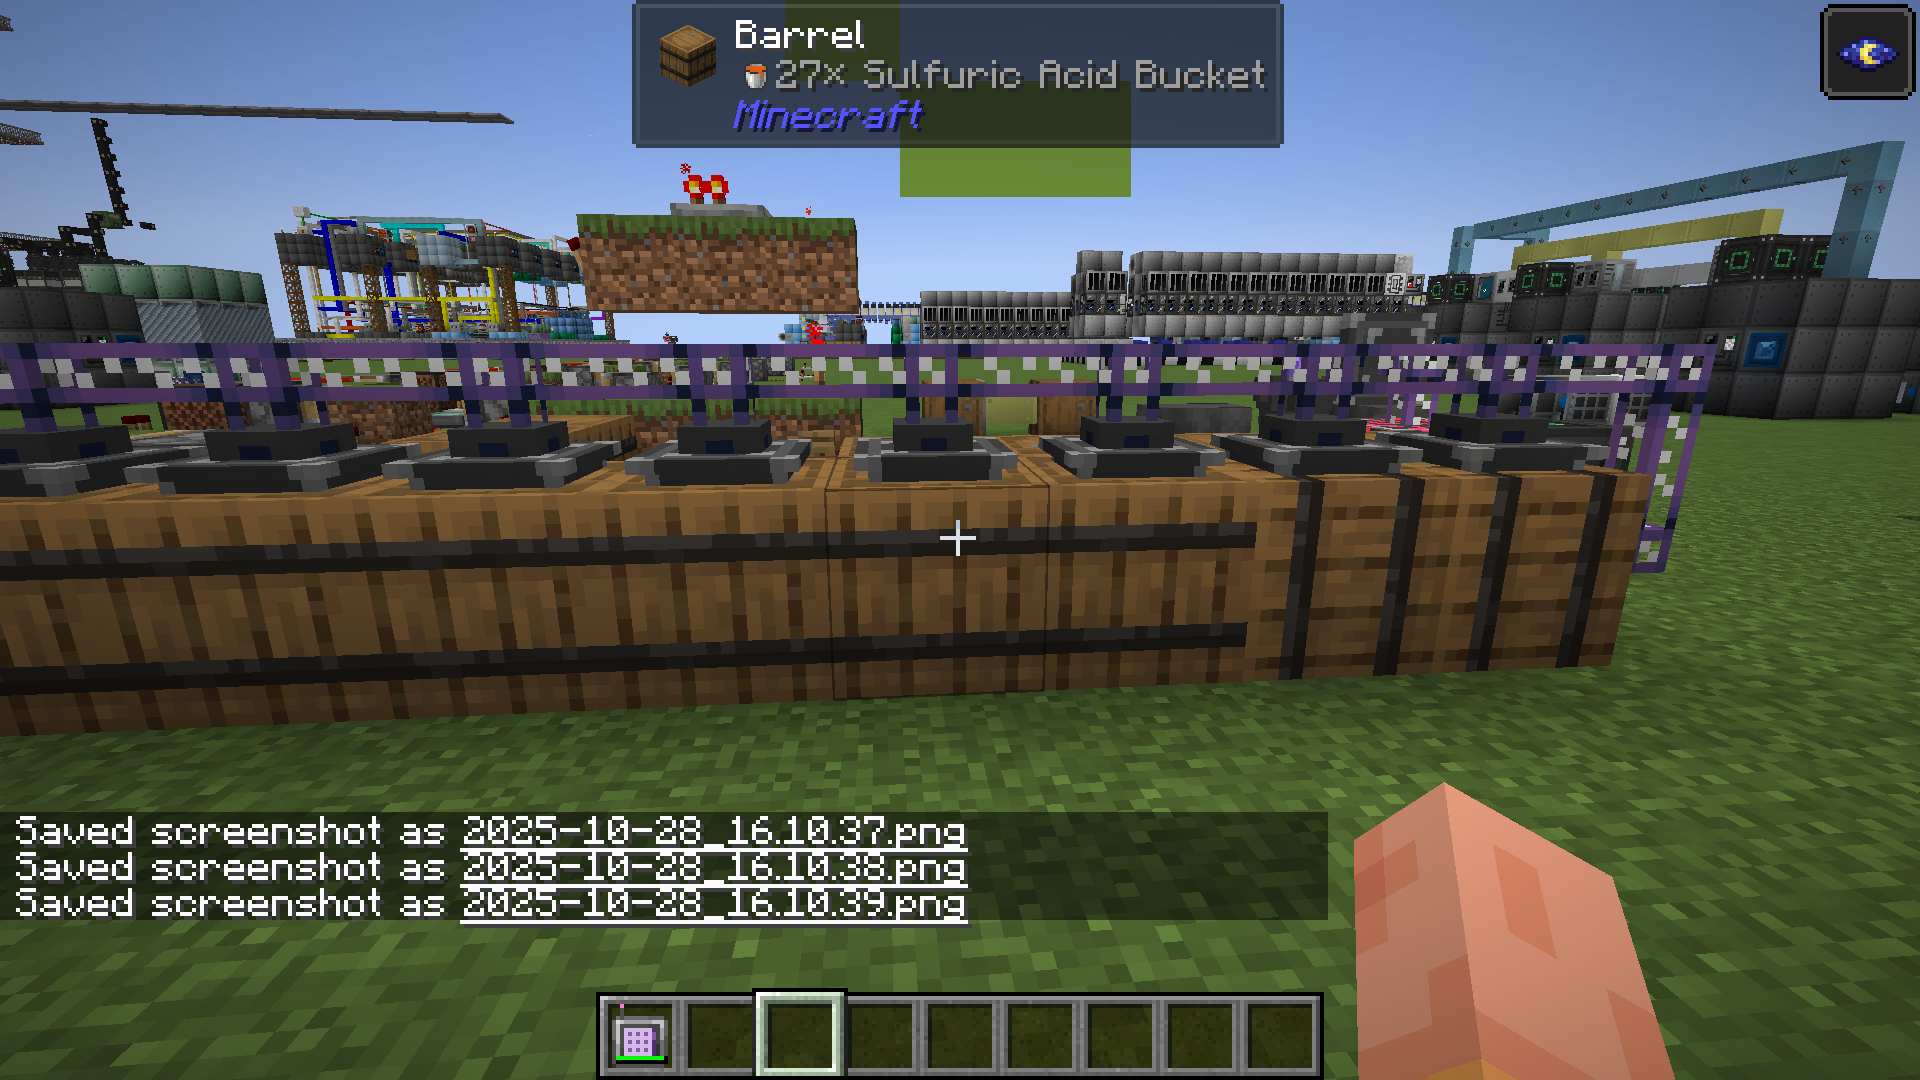 Barrel
27× Sulfuric Acid Bucket
Minecraft
Saved screenshot as 2025-10-28_16.10.37.png
Saved screenshot as 2025-10-28_16.10.38.png
Saved screenshot as 2025-10-28_16.10.39.png